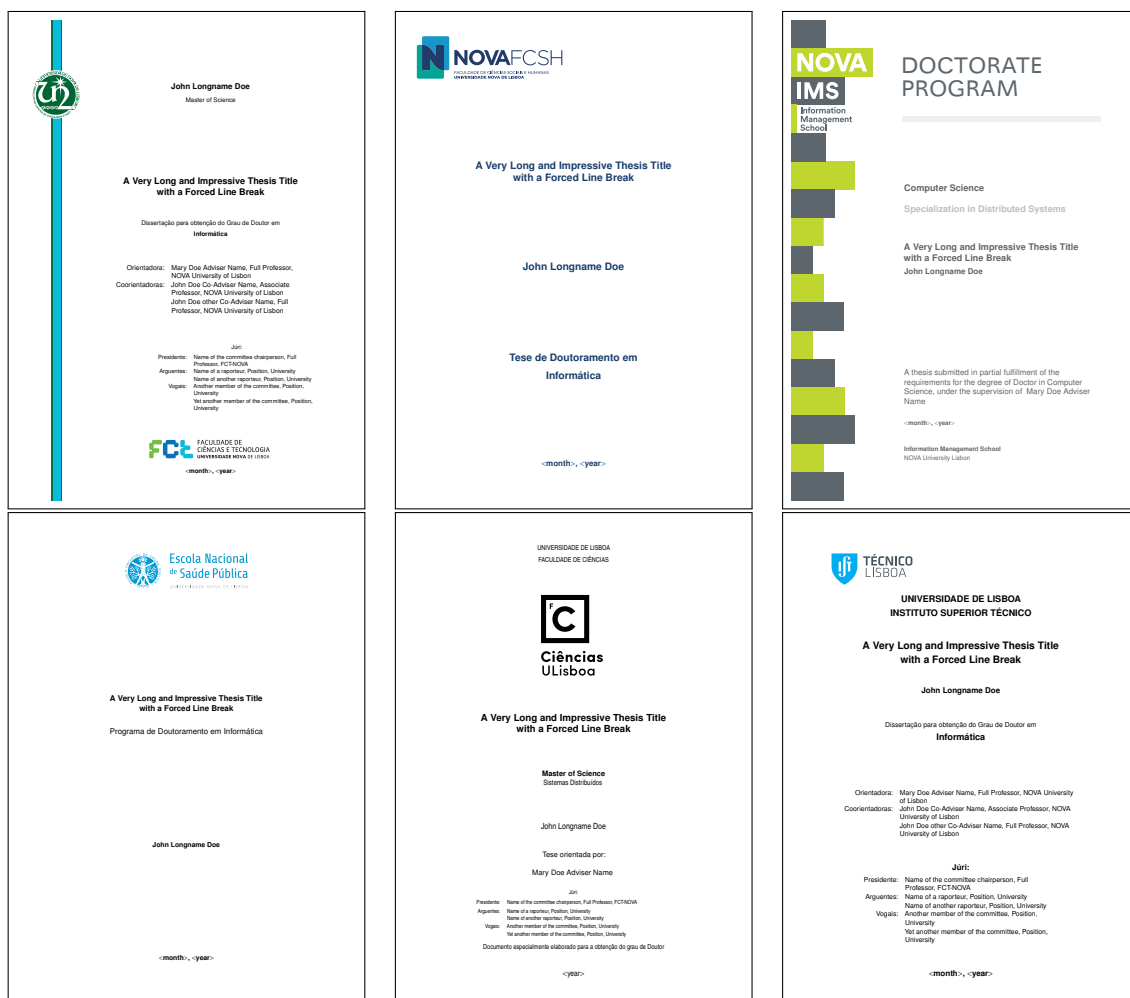 John Longname Doe
Master of Science
A Very Long and Impressive Thesis Title
with a Forced Line Break
Dissertação para obtenção do Grau de Doutor em
Informática
Orientadora: Mary Doe Adviser Name, Full Professor,
NOVA University of Lisbon
Coorientadoras: John Doe Co-Adviser Name, Associate
Professor, NOVA University of Lisbon
John Doe other Co-Adviser Name, Full
Professor, NOVA University of Lisbon
Júri:
Presidente: Name of the committee chairperson, Full
Professor, FCT-NOVA
Arguentes: Name of a raporteur, Position, University
Name of another raporteur, Position, University
Vogais: Another member of the committee, Position,
University
Yet another member of the committee, Position,
University
FCt FACULDADE DE
CIÊNCIAS E TECNOLOGIA
UNIVERSIDADE NOVA DE LISBOA
<month>, <year>
N NOVAFCSH
FACULDADE DE CIÊNCIAS SOCIAIS E HUMANAS
UNIVERSIDADE NOVA DE LISBOA
A Very Long and Impressive Thesis Title
with a Forced Line Break
John Longname Doe
Tese de Doutoramento em
Informática
<month>, <year>
NOVA
IMS
Information
Management
School
DOCTORATE
PROGRAM
Computer Science
Specialization in Distributed Systems
A Very Long and Impressive Thesis Title
with a Forced Line Break
John Longname Doe
A thesis submitted in partial fulfillment of the
requirements for the degree of Doctor in Computer
Science, under the supervision of Mary Doe Adviser
Name
<month>, <year>
Information Management School
NOVA University Lisbon
Escola Nacional
de Saúde Pública
UNIVERSIDADE NOVA DE LISBOA
A Very Long and Impressive Thesis Title
with a Forced Line Break
Programa de Doutoramento em Informática
John Longname Doe
<month>, <year>
UNIVERSIDADE DE LISBOA
FACULDADE DE CIÊNCIAS
F
C
Ciências
ULisboa
A Very Long and Impressive Thesis Title
with a Forced Line Break
Master of Science
Sistemas Distribuídos
John Longname Doe
Tese orientada por:
Mary Doe Adviser Name
Júri:
Presidente: Name of the committee chairperson, Full Professor, FCT-NOVA
Arguentes: Name of a raporteur, Position, University
Name of another raporteur, Position, University
Vogais: Another member of the committee, Position, University
Yet another member of the committee, Position, University
Documento especialmente elaborado para a obtenção do grau de Doutor
<year>
TÉCNICO
LISBOA
UNIVERSIDADE DE LISBOA
INSTITUTO SUPERIOR TÉCNICO
A Very Long and Impressive Thesis Title
with a Forced Line Break
John Longname Doe
Dissertação para obtenção do Grau de Doutor em
Informática
Orientadora: Mary Doe Adviser Name, Full Professor, NOVA University
of Lisbon
Coorientadoras: John Doe Co-Adviser Name, Associate Professor, NOVA
University of Lisbon
John Doe other Co-Adviser Name, Full Professor, NOVA
University of Lisbon
Júri:
Presidente: Name of the committee chairperson, Full
Professor, FCT-NOVA
Arguentes: Name of a raporteur, Position, University
Name of another raporteur, Position, University
Vogais: Another member of the committee, Position,
University
Yet another member of the committee, Position,
University
<month>, <year>